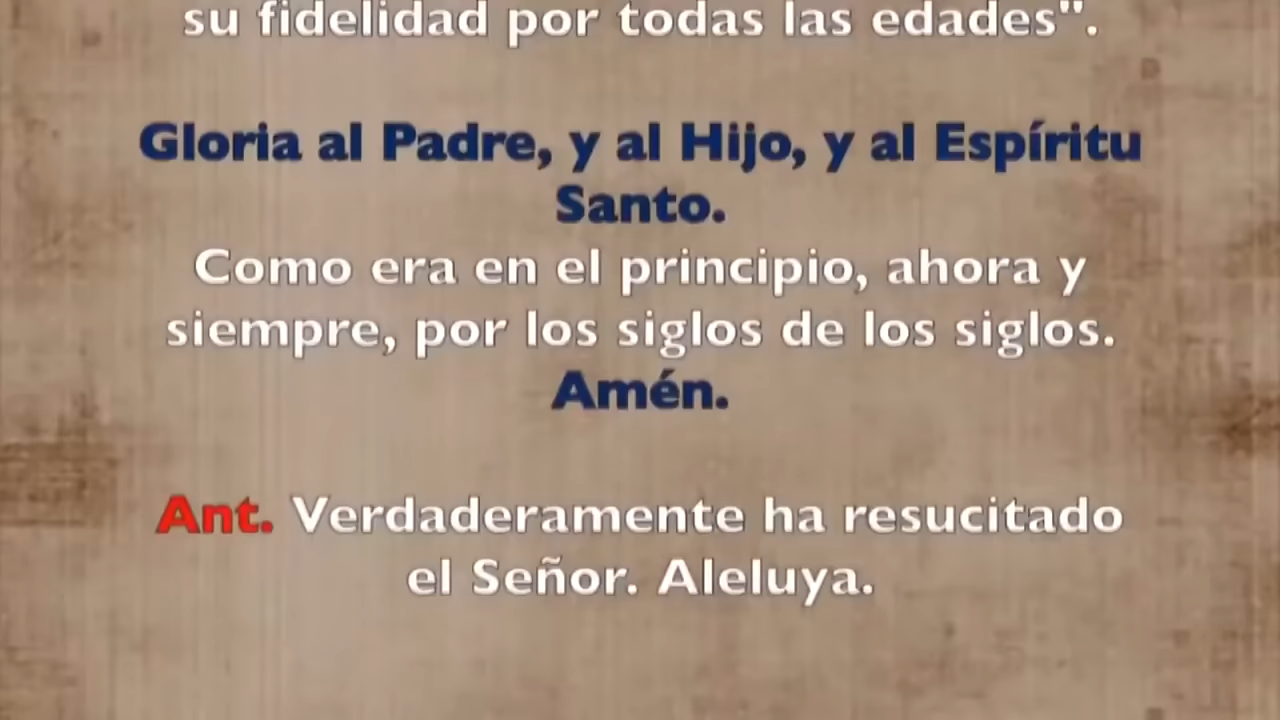 su fidelidad por todas las edades".
Gloria al Padre, y al Hijo, y al Espíritu
Santo.
Como era en el principio, ahora y
siempre, por los siglos de los siglos.
Amén.
Ant. Verdaderamente ha resucitado
el Señor. Aleluya.